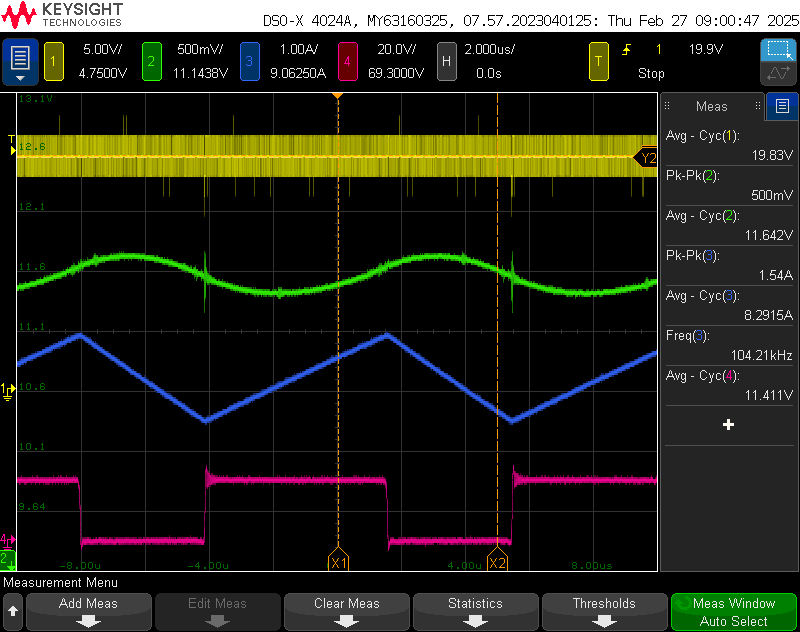 KEYSIGHT
TECHNOLOGIES
DSO-X 4024A, MY63160325, 07.57.2023040125: Thu Feb 27 09:00:47 2025
1 5.00V/ 4.7500V
2 500mV/ 11.1438V
3 1.00A/ 9.06250A
4 20.0V/ 69.3000V
H 2.000us/ 0.0s
T 1 19.9V
Stop
13.1V
T
12.6
Y2
12.1
11.6
11.1
1
10.6
10.1
9.64
4
2
-8.00u -4.00u X1 4.00u X2 8.00us
Meas
Avg - Cyc(1):
19.83V
Pk-Pk(2):
500mV
Avg - Cyc(2):
11.642V
Pk-Pk(3):
1.54A
Avg - Cyc(3):
8.2915A
Freq(3):
104.21kHz
Avg - Cyc(4):
11.411V
+
Measurement Menu
Add Meas
Edit Meas
Clear Meas
Statistics
Thresholds
Meas Window
Auto Select